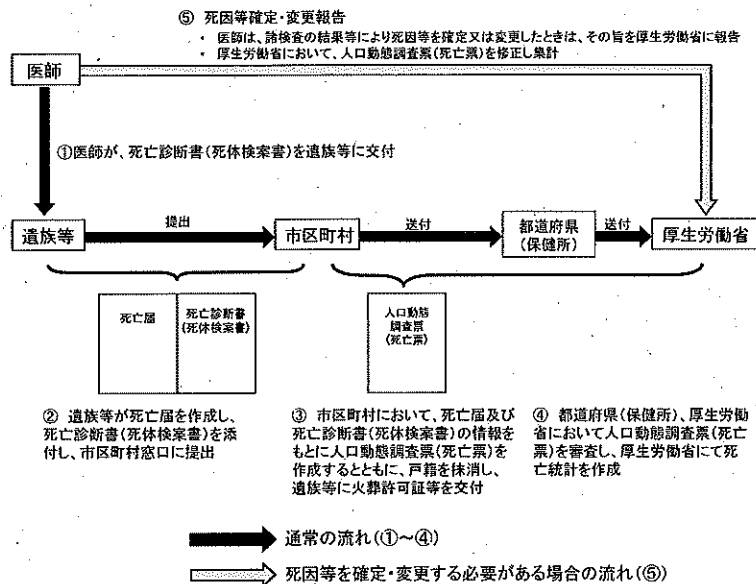 ⑤ 死因等確定・変更報告
・ 医師は、諸検査の結果等により死因等を確定又は変更したときは、その旨を厚生労働省に報告
・ 厚生労働省において、人口動態調査票(死亡票)を修正し集計
医師
①医師が、死亡診断書(死体検案書)を遺族等に交付
遺族等
提出
市区町村
送付
都道府県
(保健所)
送付
厚生労働省
死亡届
死亡診断書
(死体検案書)
人口動態
調査票
(死亡票)
② 遺族等が死亡届を作成し、
死亡診断書(死体検案書)を添
付し、市区町村窓口に提出
③ 市区町村において、死亡届及び
死亡診断書(死体検案書)の情報を
もとに人口動態調査票(死亡票)を
作成するとともに、戸籍を抹消し、
遺族等に火葬許可証等を交付
④ 都道府県(保健所)、厚生労働
省において人口動態調査票(死亡
票)を審査し、厚生労働省にて死
亡統計を作成
通常の流れ(①～④)
死因等を確定・変更する必要がある場合の流れ(⑤)